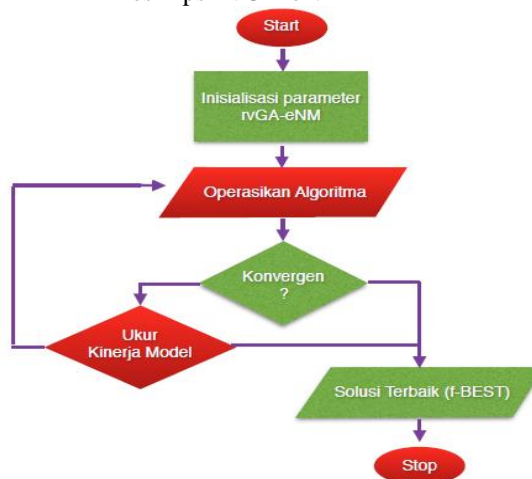 Start
Inisialisasi parameter
rvGA-eNM
Operasikan Algoritma
Konvergen
?
Ukur
Kinerja Model
Solusi Terbaik (f-BEST)
Stop